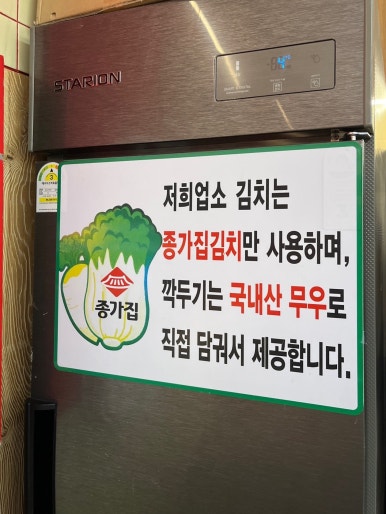 STARION
저희업소 김치는
종가집김치만 사용하며,
깍두기는 국내산 무우로
직접 담궈서 제공합니다.
종가집
3